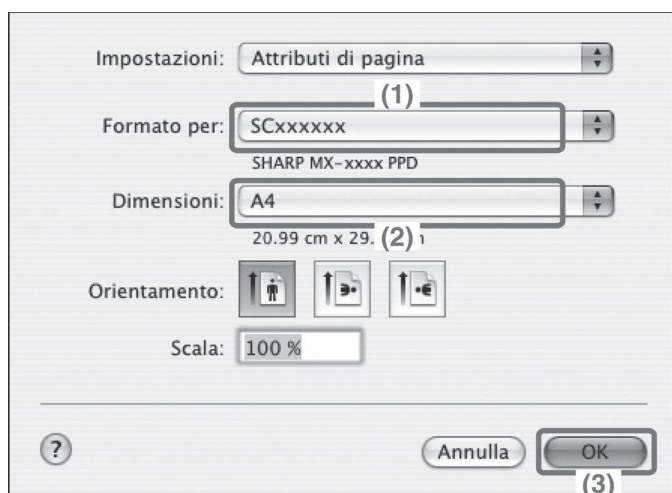 Impostazioni: Attributi di pagina
(1)
Formato per: SCxxxxxx
SHARP MX-xxxx PPD
Dimensioni: A4
20.99 cm x 29.
(2)
Orientamento:
Scala: 100 %
? Annulla OK
(3)